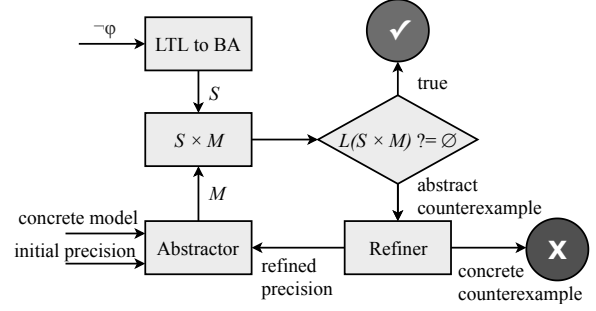 ¬φ
LTL to BA
✓
S
true
S × M
L(S × M) ?= ∅
M
abstract
counterexample
concrete model
initial precision
Abstractor
refined
precision
Refiner
concrete
counterexample
X